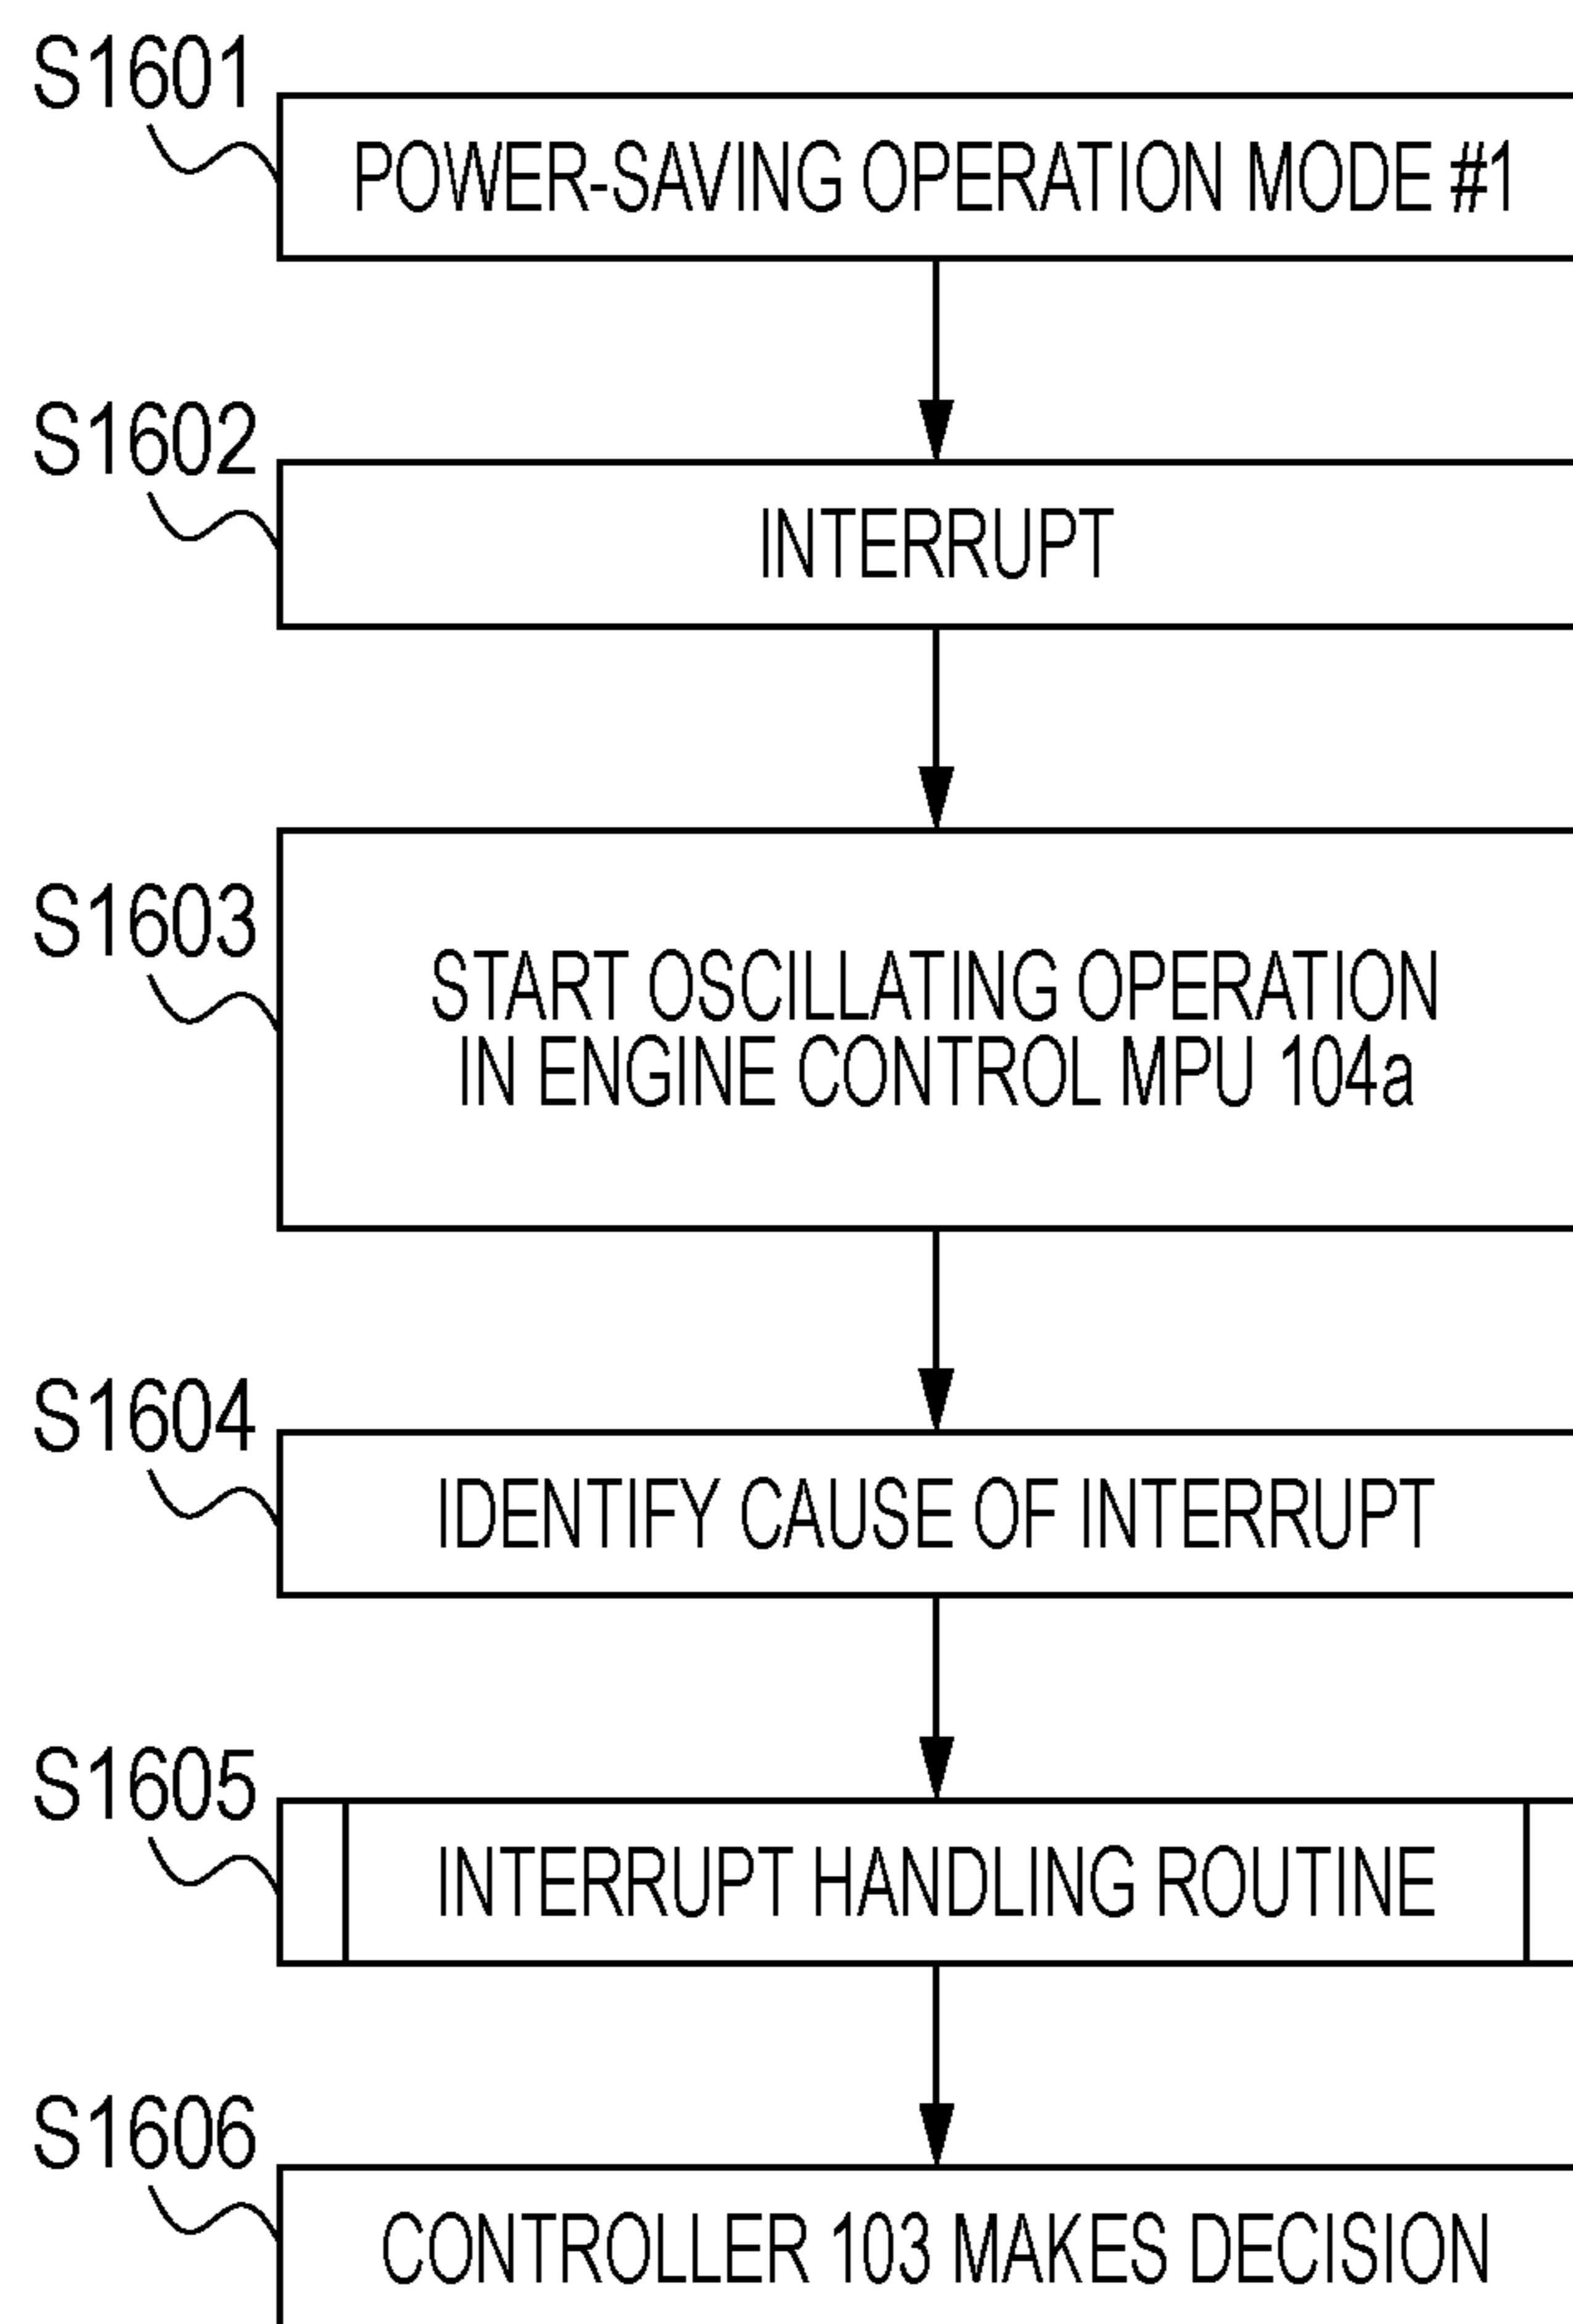 S1601
POWER-SAVING OPERATION MODE #1
S1602
INTERRUPT
S1603
START OSCILLATING OPERATION
IN ENGINE CONTROL MPU 104a
S1604
IDENTIFY CAUSE OF INTERRUPT
S1605
INTERRUPT HANDLING ROUTINE
S1606
CONTROLLER 103 MAKES DECISION